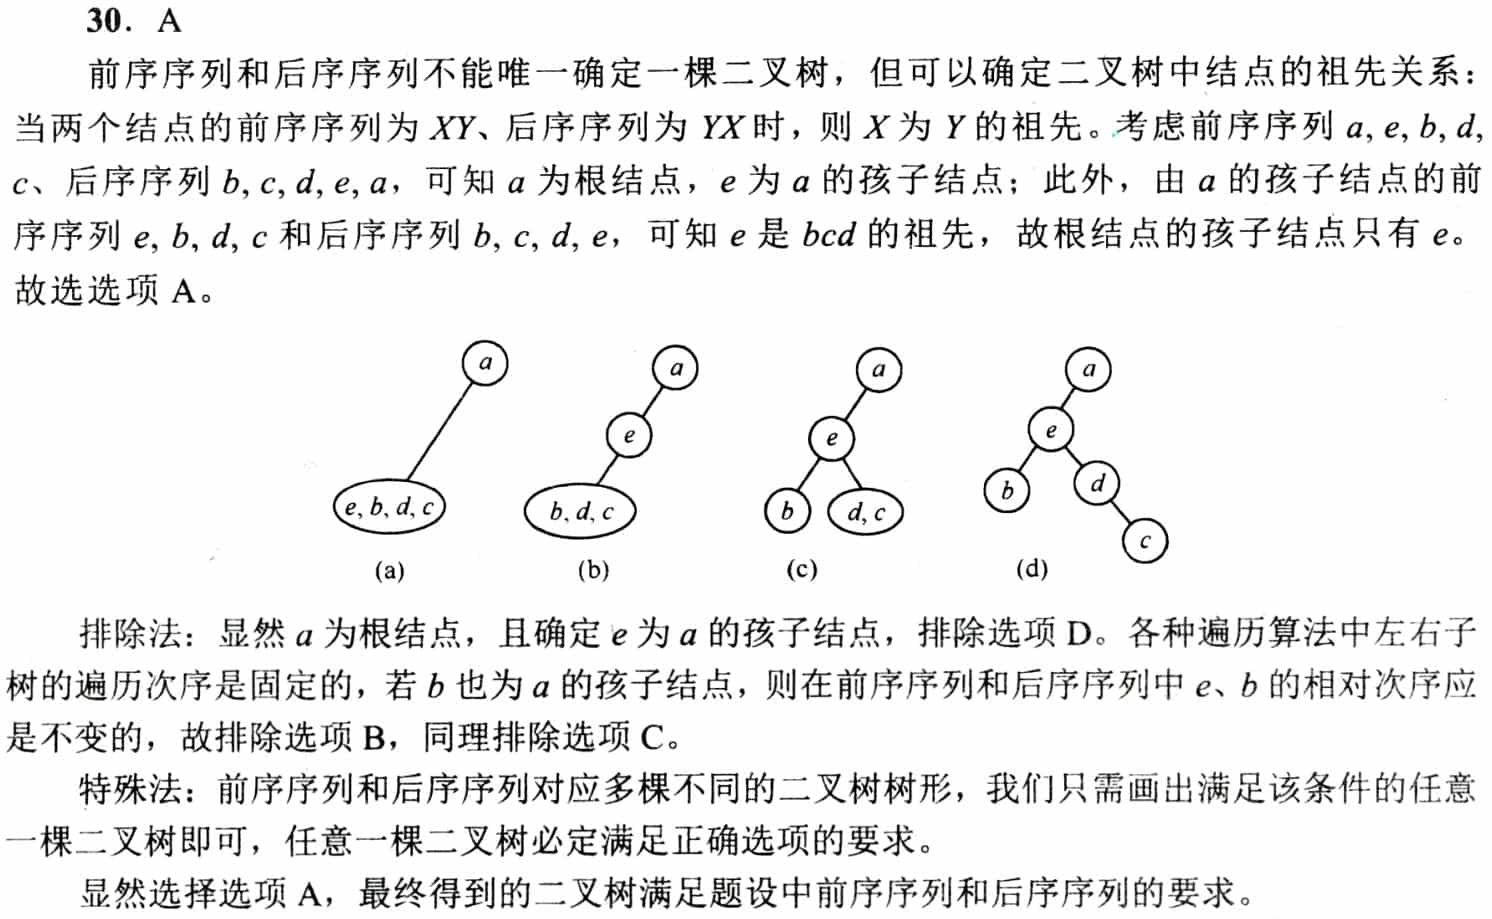 30. A
前序序列和后序序列不能唯一确定一棵二叉树，但可以确定二叉树中结点的祖先关系：
当两个结点的前序序列为 XY、后序序列为 YX 时，则 X 为 Y 的祖先。考虑前序序列 a, e, b, d,
c、后序序列 b, c, d, e, a，可知 a 为根结点，e 为 a 的孩子结点；此外，由 a 的孩子结点的前
序序列 e, b, d, c 和后序序列 b, c, d, e，可知 e 是 bcd 的祖先，故根结点的孩子结点只有 e。
故选选项 A。
a
e, b, d, c
(a)
a
e
b, d, c
(b)
a
e
b
d, c
(c)
a
e
b
d
c
(d)
排除法：显然 a 为根结点，且确定 e 为 a 的孩子结点，排除选项 D。各种遍历算法中左右子
树的遍历次序是固定的，若 b 也为 a 的孩子结点，则在前序序列和后序序列中 e、b 的相对次序应
是不变的，故排除选项 B，同理排除选项 C。
特殊法：前序序列和后序序列对应多棵不同的二叉树树形，我们只需画出满足该条件的任意
一棵二叉树即可，任意一棵二叉树必定满足正确选项的要求。
显然选择选项 A，最终得到的二叉树满足题设中前序序列和后序序列的要求。